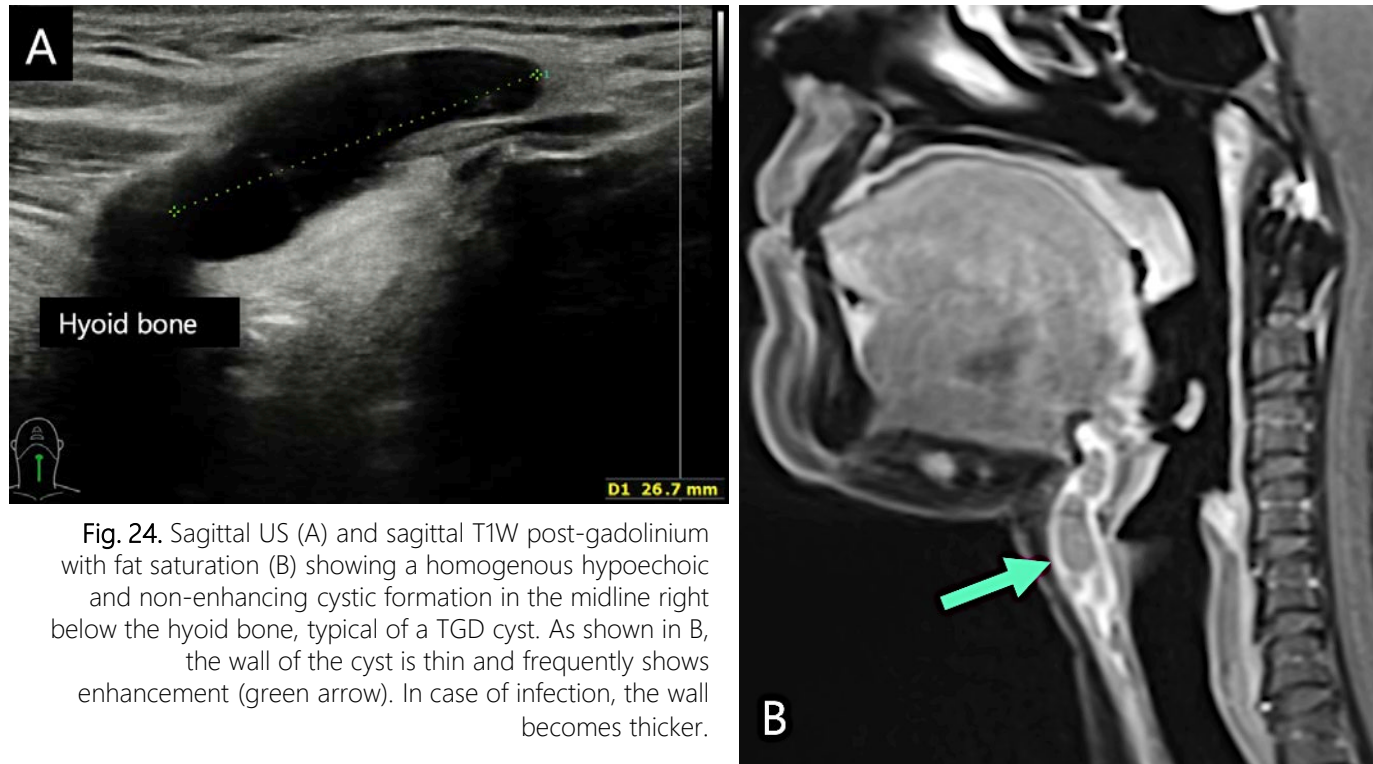 A
Hyoid bone
D1 26.7 mm
Fig. 24. Sagittal US (A) and sagittal T1W post-gadolinium
with fat saturation (B) showing a homogenous hypoechoic
and non-enhancing cystic formation in the midline right
below the hyoid bone, typical of a TGD cyst. As shown in B,
the wall of the cyst is thin and frequently shows
enhancement (green arrow). In case of infection, the wall
becomes thicker.
B